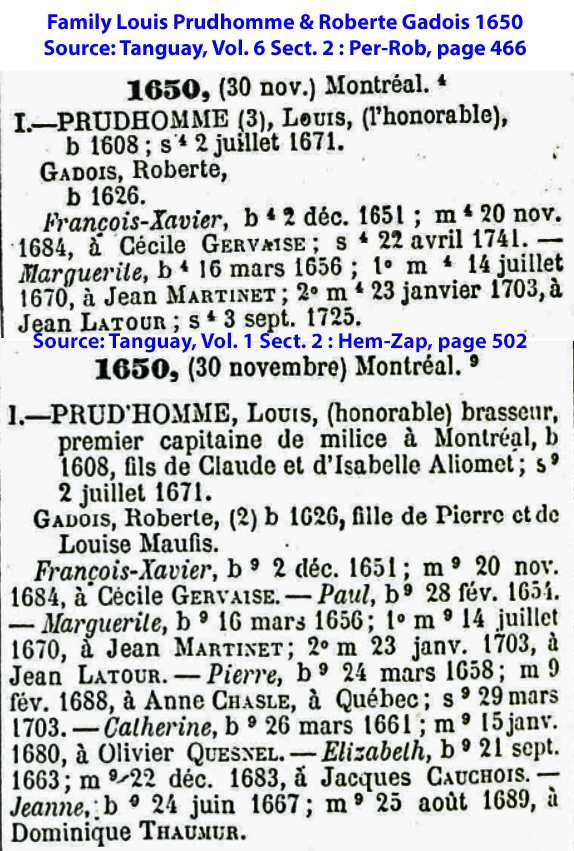 Family Louis Prudhomme & Roberte Gadois 1650
Source: Tanguay, Vol. 6 Sect. 2 : Per-Rob, page 466
1650, (30 nov.) Montréal. ⁴
I.—PRUDHOMME (3), Louis, (l'honorable),
b 1608 ; s ⁴ 2 juillet 1671.
Gadois, Roberte,
b 1626.
François-Xavier, b ⁴ 2 déc. 1651 ; m ⁴ 20 nov.
1684, à Cécile Gervaise ; s ⁴ 22 avril 1741. —
Marguerite, b ⁴ 16 mars 1656 ; 1° m ⁴ 14 juillet
1670, à Jean Martinet ; 2° m ⁴ 23 janvier 1703, à
Jean Latour ; s ⁴ 3 sept. 1725.
Source: Tanguay, Vol. 1 Sect. 2 : Hem-Zap, page 502
1650, (30 novembre) Montréal. ⁹
I.—PRUD'HOMME, Louis, (honorable) brasseur,
premier capitaine de milice à Montréal, b
1608, fils de Claude et d'Isabelle Aliomet ; s ⁹
2 juillet 1671.
Gadois, Roberte, (2) b 1626, fille de Pierre et de
Louise Maufis.
François-Xavier, b ⁹ 2 déc. 1651 ; m ⁹ 20 nov.
1684, à Cécile Gervaise. — Paul, b ⁹ 28 fév. 1654.
— Marguerite, b ⁹ 16 mars 1656 ; 1° m ⁹ 14 juillet
1670, à Jean Martinet ; 2° m 23 janv. 1703, à
Jean Latour. — Pierre, b ⁹ 24 mars 1658 ; m 9
fév. 1688, à Anne Chasle, à Québec ; s ⁹ 29 mars
1703. — Catherine, b ⁹ 26 mars 1661 ; m ⁹ 15 janv.
1680, à Olivier Quesnel. — Elizabeth, b ⁹ 21 sept.
1663 ; m ⁹ 22 déc. 1683, à Jacques Cauchois. —
Jeanne, b ⁹ 24 juin 1667 ; m ⁹ 25 août 1689, à
Dominique Thaumur.